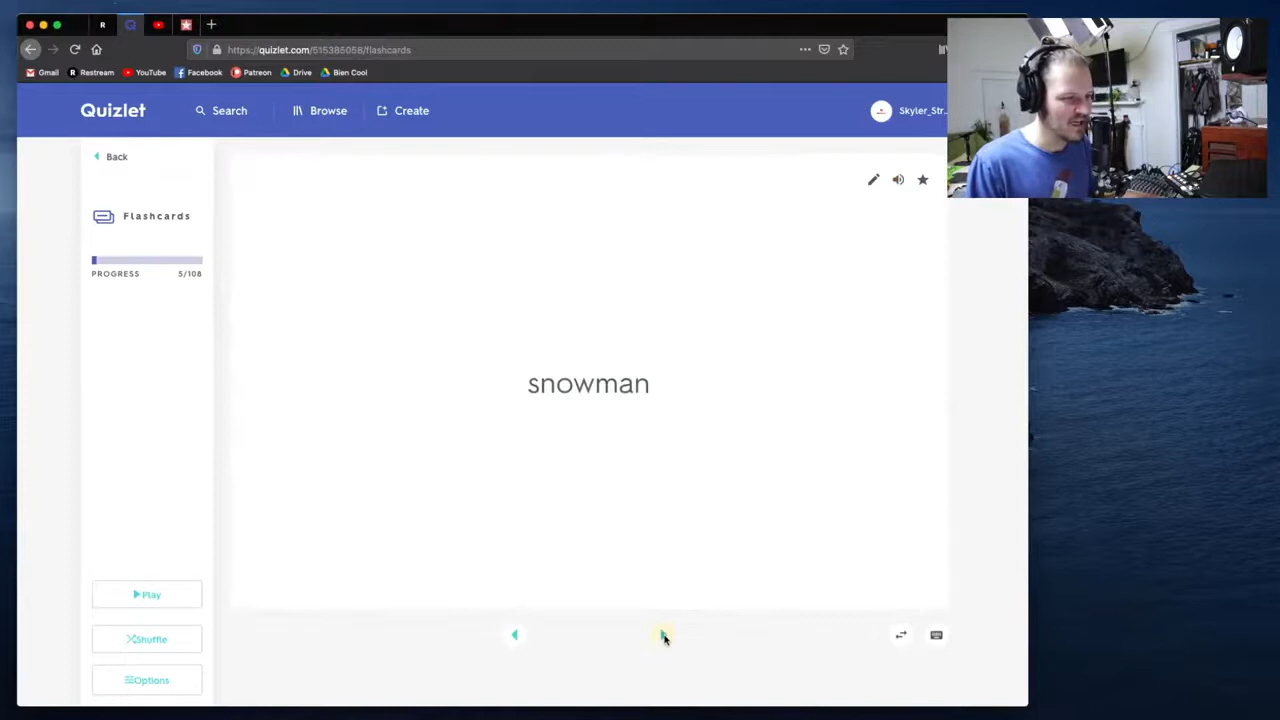 R
https://quizlet.com/515385058/flashcards
Gmail Restream YouTube Facebook Patreon Drive Bien Cool
Quizlet Search Browse Create Skyler_Str...
Back
Flashcards
PROGRESS 5/108
snowman
Play
Shuffle
Options